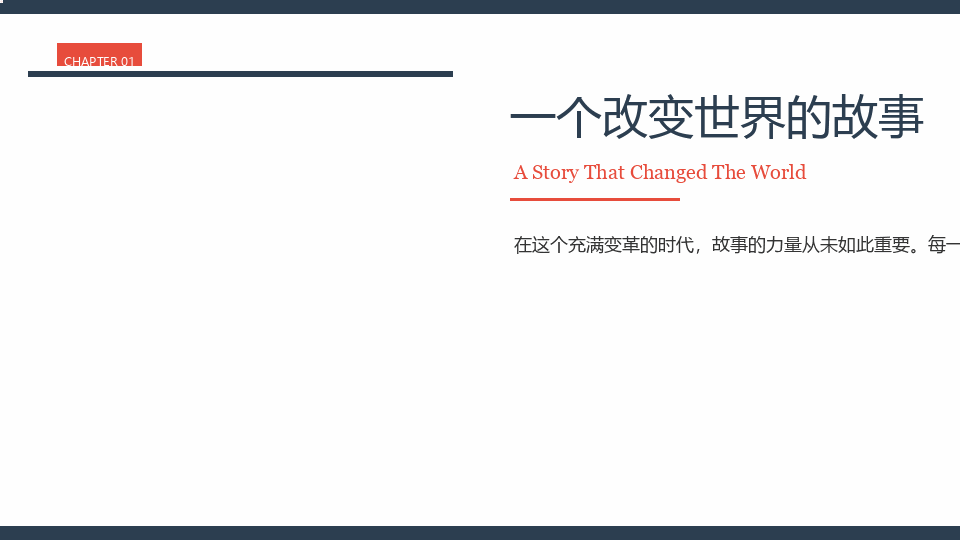 CHAPTER 01
一个改变世界的故事
A Story That Changed The World
在这个充满变革的时代，故事的力量从未如此重要。每一